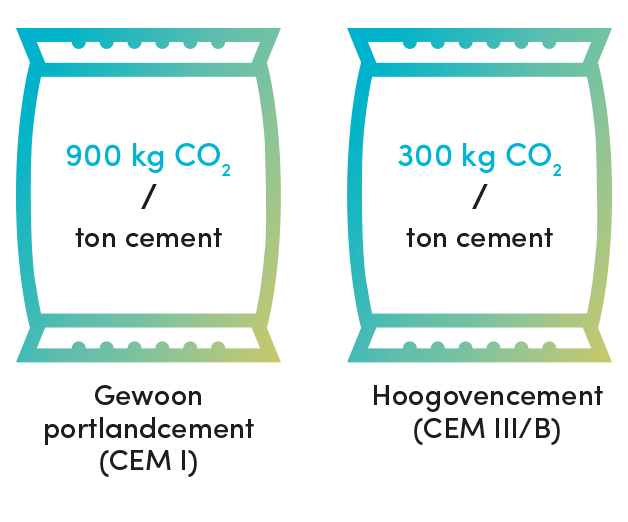 900 kg CO₂
/
ton cement
Gewoon
portlandcement
(CEM I)
300 kg CO₂
/
ton cement
Hoogovencement
(CEM III/B)